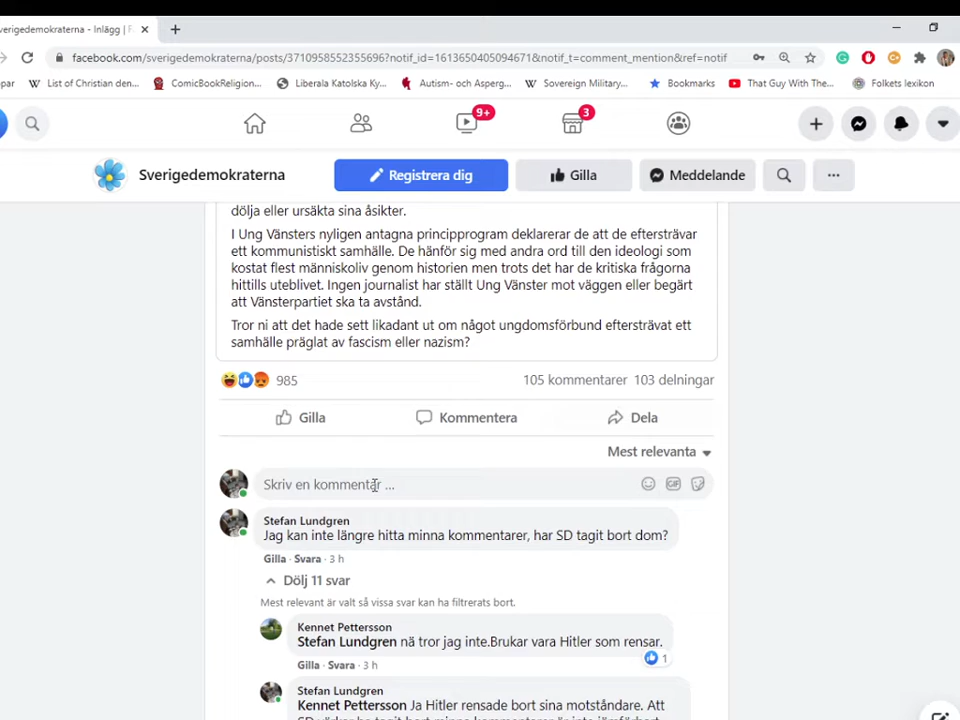 verigedemokraterna - Inlägg |
facebook.com/sverigedemokraterna/posts/3710958552355696?notif_id=1613650405094671&notif_t=comment_mention&ref=notif
par
List of Christian den...
ComicBookReligion...
Liberala Katolska Ky...
Autism- och Asperg...
Sovereign Military...
Bookmarks
That Guy With The...
Folkets lexikon
9+
3
Sverigedemokraterna
Registrera dig
Gilla
Meddelande
dölja eller ursäkta sina åsikter.
I Ung Vänsters nyligen antagna principprogram deklarerar de att de eftersträvar
ett kommunistiskt samhälle. De hänför sig med andra ord till den ideologi som
kostat flest människoliv genom historien men trots det har de kritiska frågorna
hittills uteblivet. Ingen journalist har ställt Ung Vänster mot väggen eller begärt
att Vänsterpartiet ska ta avstånd.
Tror ni att det hade sett likadant ut om något ungdomsförbund eftersträvat ett
samhälle präglat av fascism eller nazism?
985
105 kommentarer 103 delningar
Gilla
Kommentera
Dela
Mest relevanta
Skriv en kommentar ...
GIF
Stefan Lundgren
Jag kan inte längre hitta minna kommentarer, har SD tagit bort dom?
Gilla · Svara · 3 h
Dölj 11 svar
Mest relevant är valt så vissa svar kan ha filtrerats bort.
Kennet Pettersson
Stefan Lundgren nä tror jag inte.Brukar vara Hitler som rensar.
1
Gilla · Svara · 3 h
Stefan Lundgren
Kennet Pettersson Ja Hitler rensade bort sina motståndare. Att